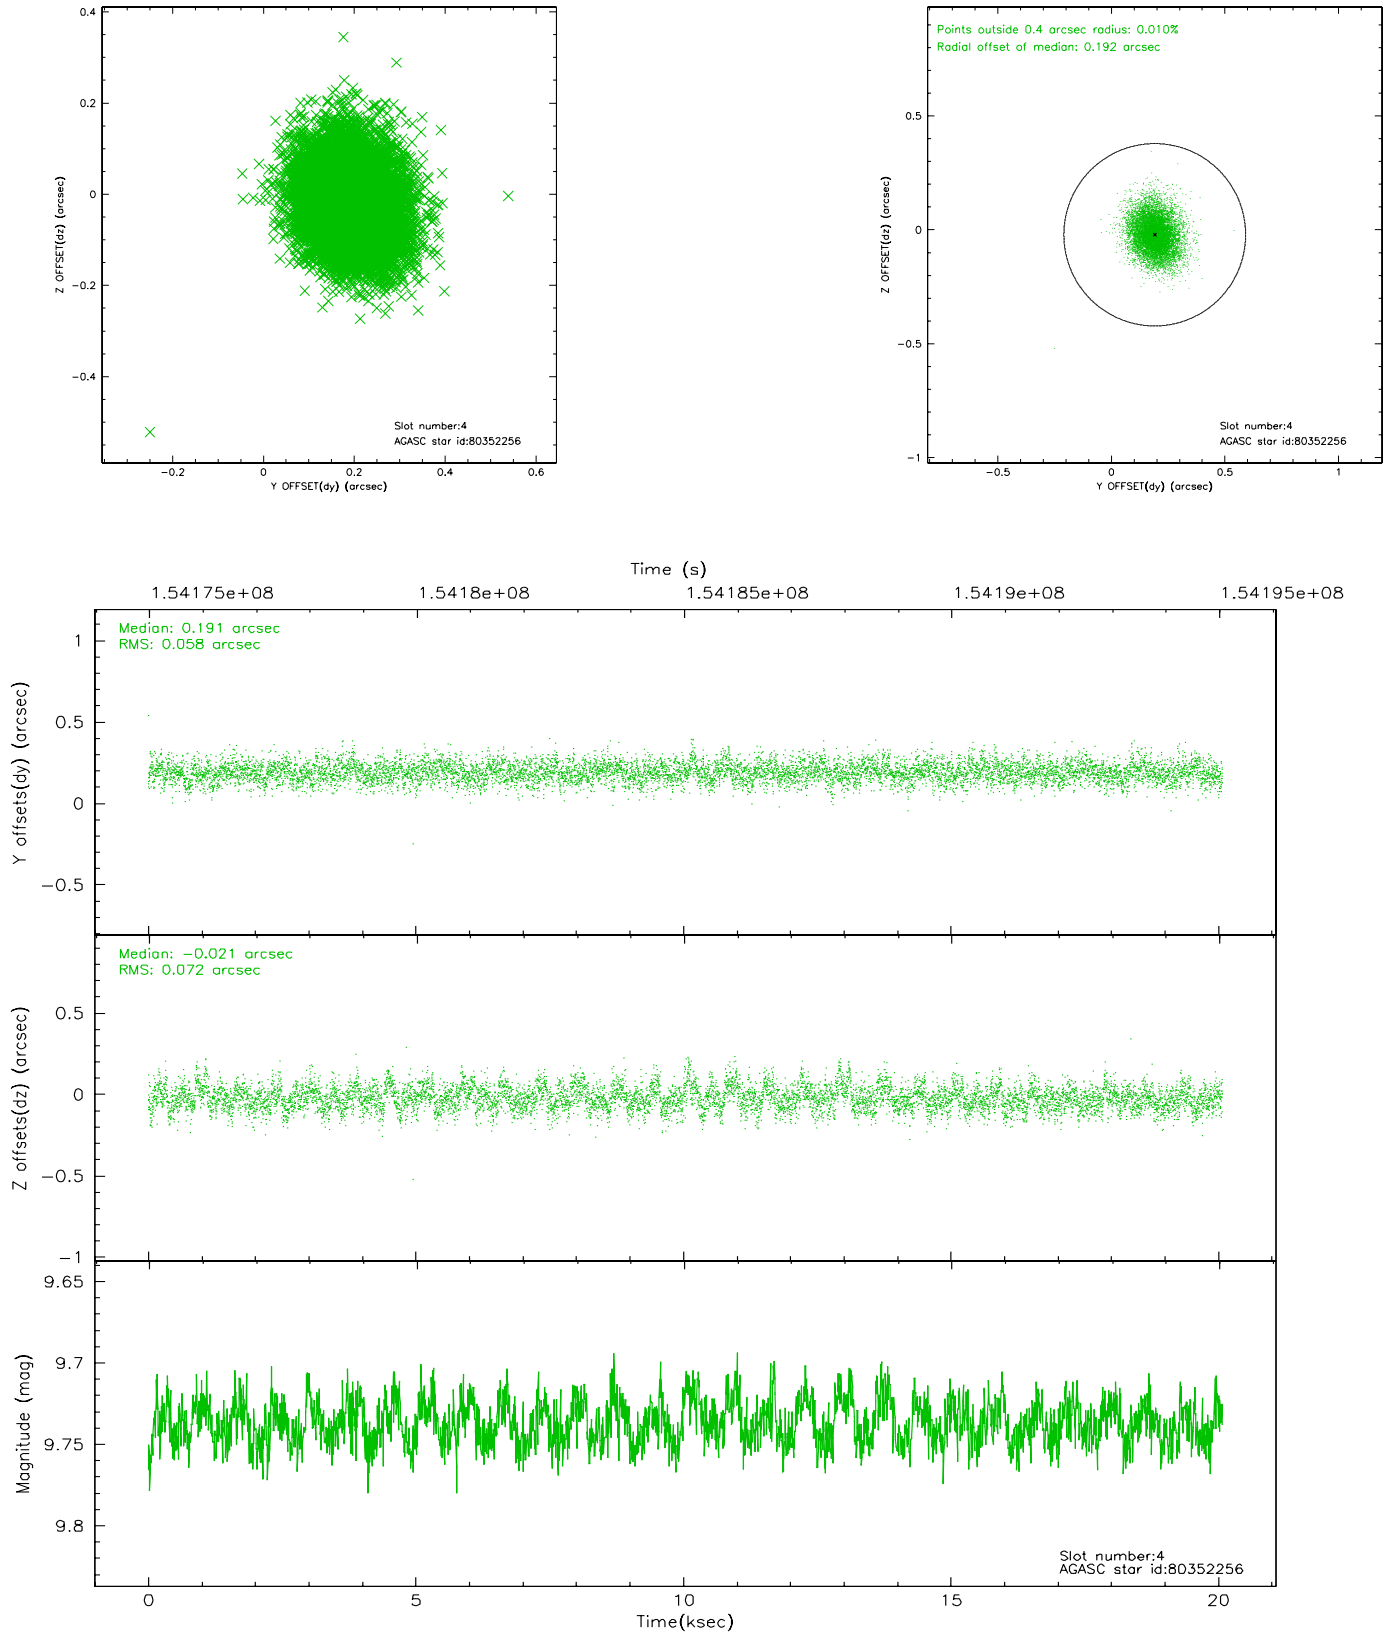 0.4
0.2
0
−0.2
−0.4
Z OFFSET(dz) (arcsec)
Slot number:4
AGASC star id:80352256
−0.2 0 0.2 0.4 0.6
Y OFFSET(dy) (arcsec)
Points outside 0.4 arcsec radius: 0.010%
Radial offset of median: 0.192 arcsec
0.5
0
−0.5
−1
Z OFFSET(dz) (arcsec)
Slot number:4
AGASC star id:80352256
−0.5 0 0.5 1
Y OFFSET(dy) (arcsec)
Time (s)
1.54175e+08 1.5418e+08 1.54185e+08 1.5419e+08 1.54195e+08
Median: 0.191 arcsec
RMS: 0.058 arcsec
1
0.5
0
−0.5
Y offsets(dy) (arcsec)
Median: −0.021 arcsec
RMS: 0.072 arcsec
0.5
0
−0.5
−1
Z offsets(dz) (arcsec)
9.65
9.7
9.75
9.8
Magnitude (mag)
Slot number:4
AGASC star id:80352256
0 5 10 15 20
Time(ksec)